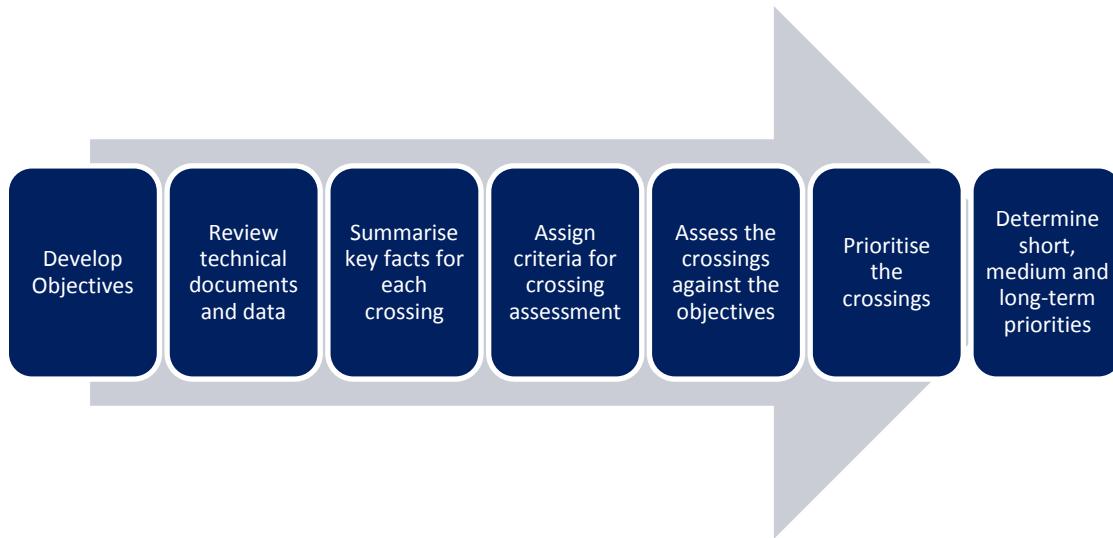 Develop
Objectives
Review
technical
documents
and data
Summarise
key facts for
each
crossing
Assign
criteria for
crossing
assessment
Assess the
crossings
against the
objectives
Prioritise
the
crossings
Determine
short,
medium and
long-term
priorities